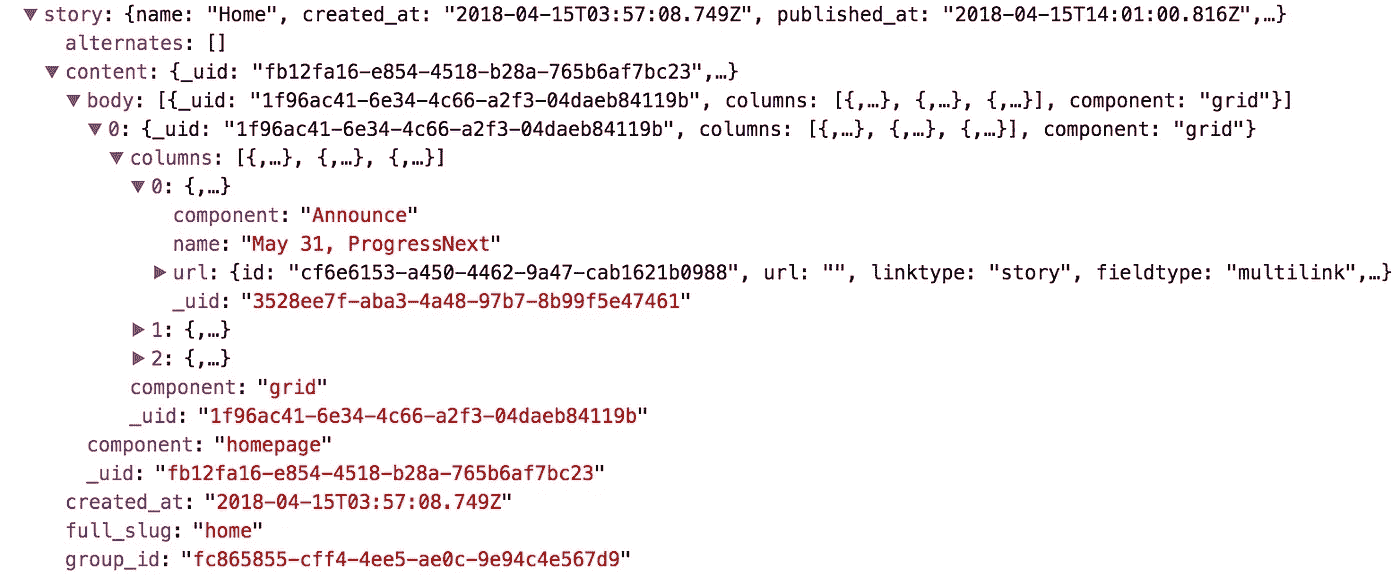 story: {name: "Home", created_at: "2018-04-15T03:57:08.749Z", published_at: "2018-04-15T14:01:00.816Z",…}
alternates: []
content: {_uid: "fb12fa16-e854-4518-b28a-765b6af7bc23",…}
body: [{_uid: "1f96ac41-6e34-4c66-a2f3-04daeb84119b", columns: [{,…}, {,…}, {,…}], component: "grid"}]
0: {_uid: "1f96ac41-6e34-4c66-a2f3-04daeb84119b", columns: [{,…}, {,…}, {,…}], component: "grid"}
columns: [{,…}, {,…}, {,…}]
0: {,…}
component: "Announce"
name: "May 31, ProgressNext"
url: {id: "cf6e6153-a450-4462-9a47-cab1621b0988", url: "", linktype: "story", fieldtype: "multilink",…}
_uid: "3528ee7f-aba3-4a48-97b7-8b99f5e47461"
1: {,…}
2: {,…}
component: "grid"
_uid: "1f96ac41-6e34-4c66-a2f3-04daeb84119b"
component: "homepage"
_uid: "fb12fa16-e854-4518-b28a-765b6af7bc23"
created_at: "2018-04-15T03:57:08.749Z"
full_slug: "home"
group_id: "fc865855-cff4-4ee5-ae0c-9e94c4e567d9"